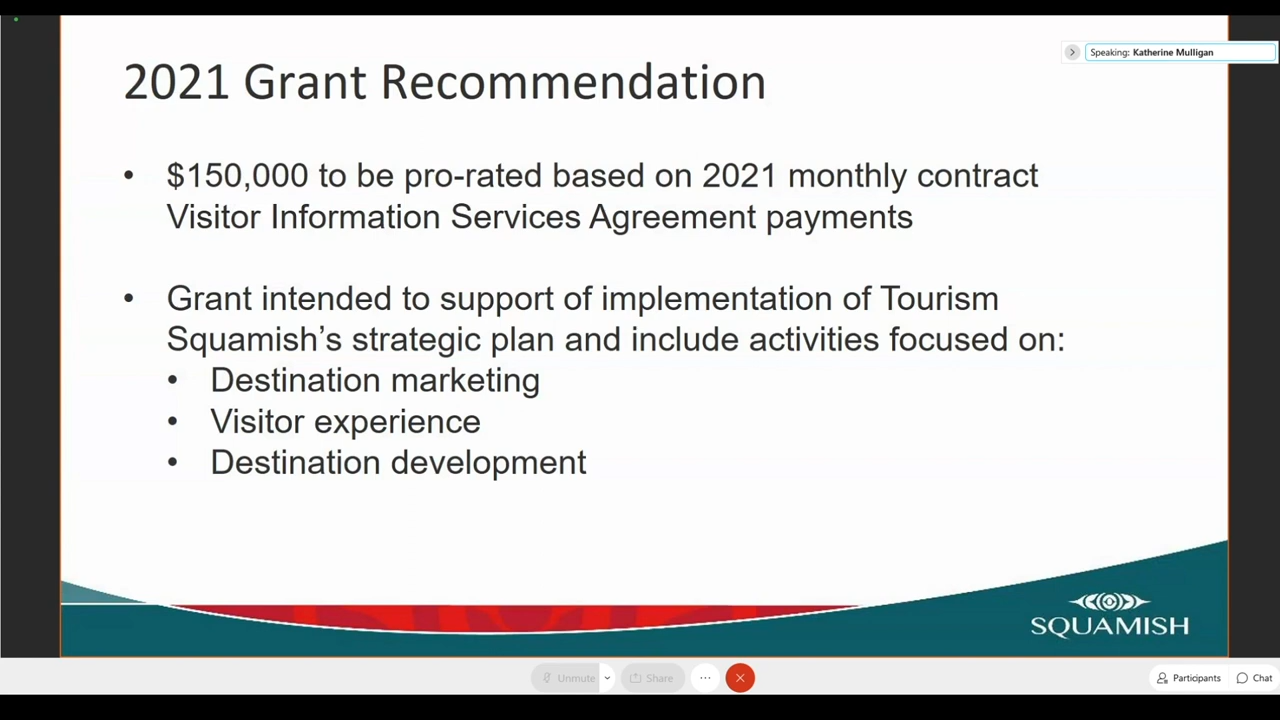 Speaking: Katherine Mulligan
2021 Grant Recommendation
• $150,000 to be pro-rated based on 2021 monthly contract
Visitor Information Services Agreement payments
• Grant intended to support of implementation of Tourism
Squamish’s strategic plan and include activities focused on:
• Destination marketing
• Visitor experience
• Destination development
SQUAMISH
Unmute
Share
Participants
Chat